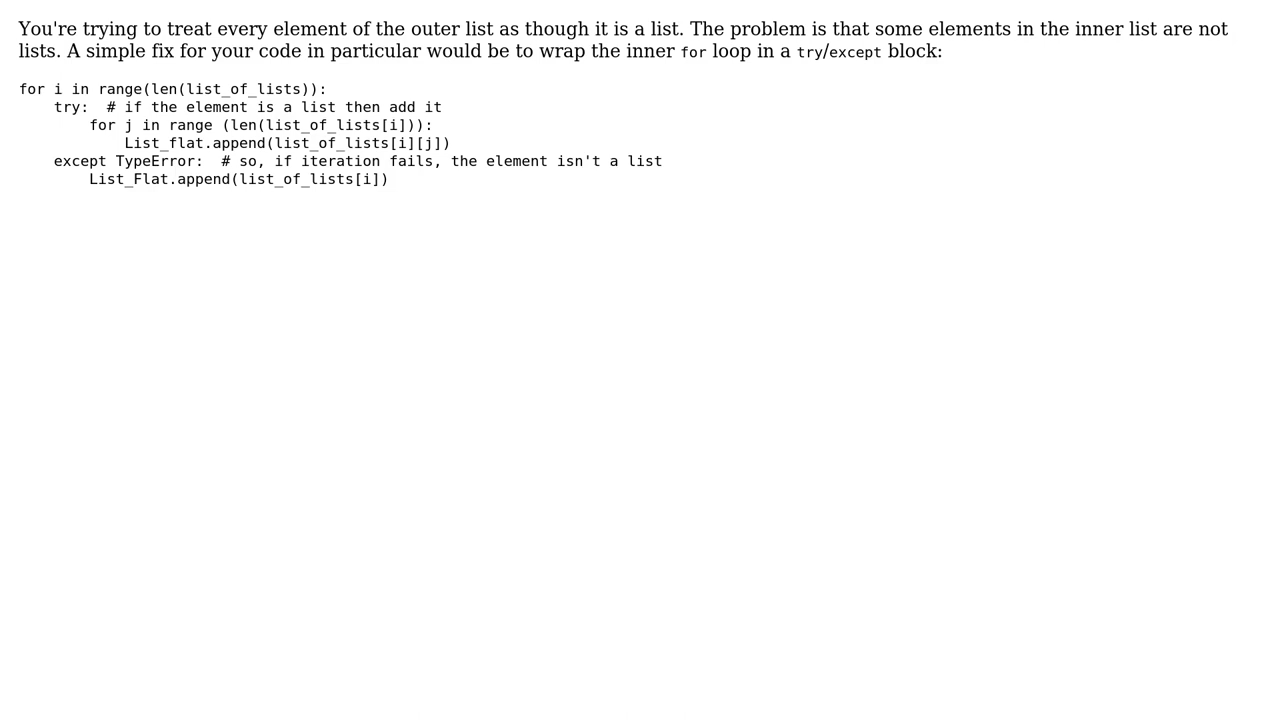 You're trying to treat every element of the outer list as though it is a list. The problem is that some elements in the inner list are not
lists. A simple fix for your code in particular would be to wrap the inner for loop in a try/except block:
for i in range(len(list_of_lists)):
    try:  # if the element is a list then add it
        for j in range (len(list_of_lists[i])):
            List_flat.append(list_of_lists[i][j])
    except TypeError:  # so, if iteration fails, the element isn't a list
        List_Flat.append(list_of_lists[i])